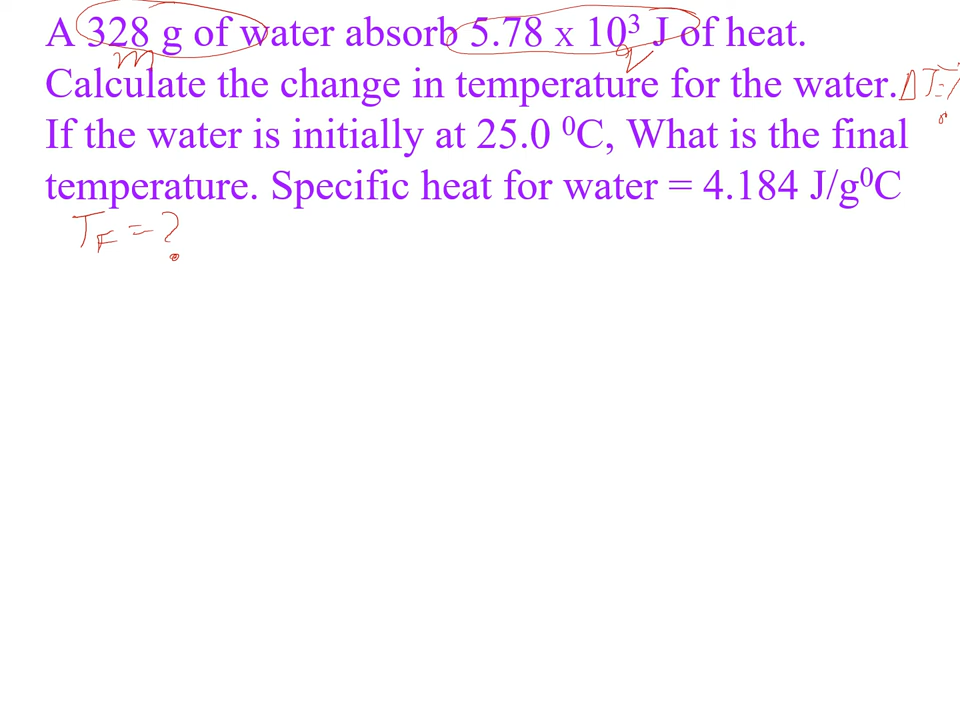 A 328 g of water absorb 5.78 x 10³ J of heat.
m q
Calculate the change in temperature for the water. ΔT=?
If the water is initially at 25.0 ⁰C, What is the final
temperature. Specific heat for water = 4.184 J/g⁰C
T_F = ?